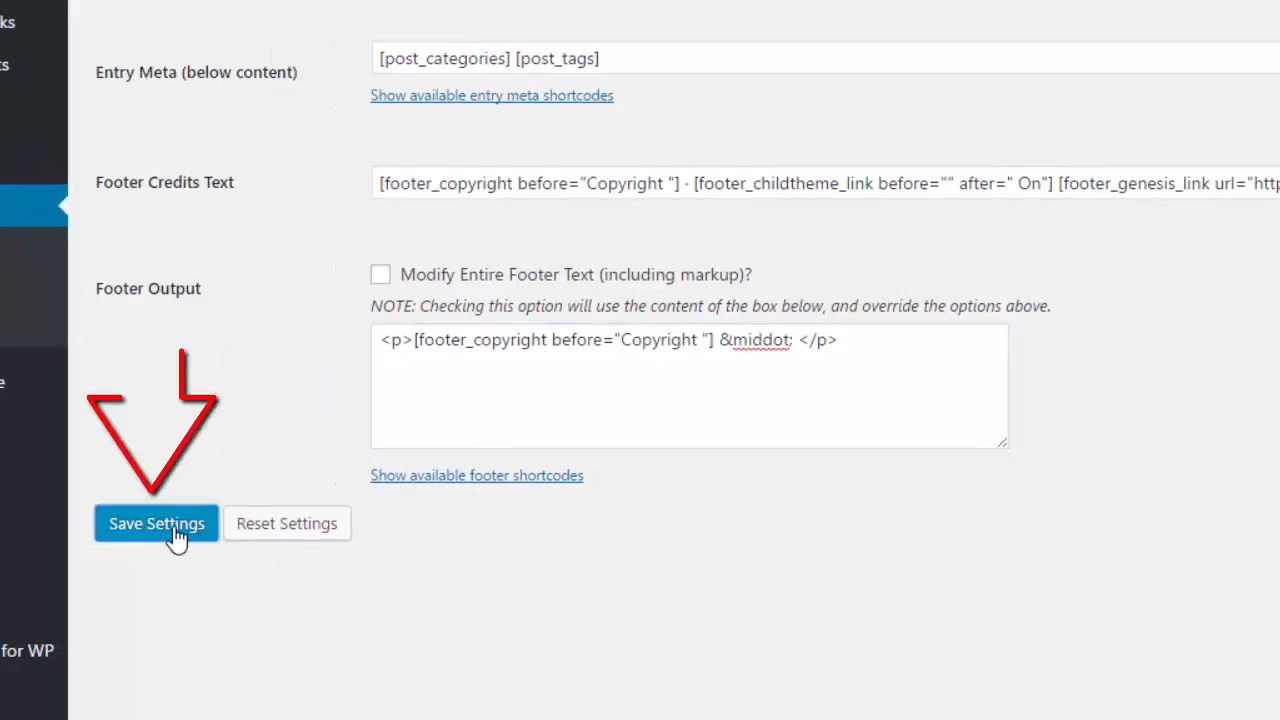 ks
ts
Entry Meta (below content)
[post_categories] [post_tags]
Show available entry meta shortcodes
Footer Credits Text
[footer_copyright before="Copyright "] · [footer_childtheme_link before="" after=" On"] [footer_genesis_link url="http
Footer Output
Modify Entire Footer Text (including markup)?
NOTE: Checking this option will use the content of the box below, and override the options above.
<p>[footer_copyright before="Copyright "] &middot; </p>
e
Show available footer shortcodes
Save Settings
Reset Settings
for WP